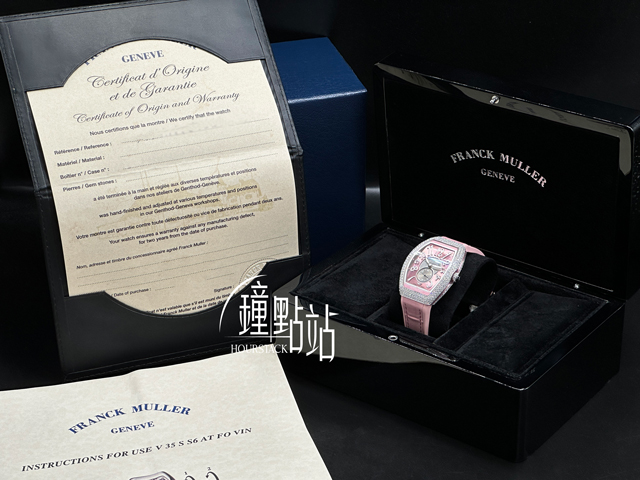 GENEVE
Certificat d'Origine
et de Garantie
Certificate of Origin and Warranty
Nous certifions que la montre / We certify that the watch
Référence / Reference :
Matériel / Material :
Boîtier n° / Case n° :
Pierres / Gem stones :
a été terminée à la main et réglée aux diverses températures et positions
dans nos ateliers de Genthod-Genève.
was hand-finished and adjusted at various temperatures and positions
in our Genthod-Geneva workshops.
Votre montre est garantie contre toute défectuosité ou vice de fabrication pendant deux ans.
Your watch ensures a warranty against any manufacturing defect,
for two years from the date of purchase.
Nom, adresse et timbre du concessionnaire agréé Franck Muller :
Date of purchase :
Signature :
FRANCK MULLER
GENEVE
鐘點站
HOURSTACK
FRANCK MULLER
GENEVE
INSTRUCTIONS FOR USE V 35 S S6 AT FO VIN